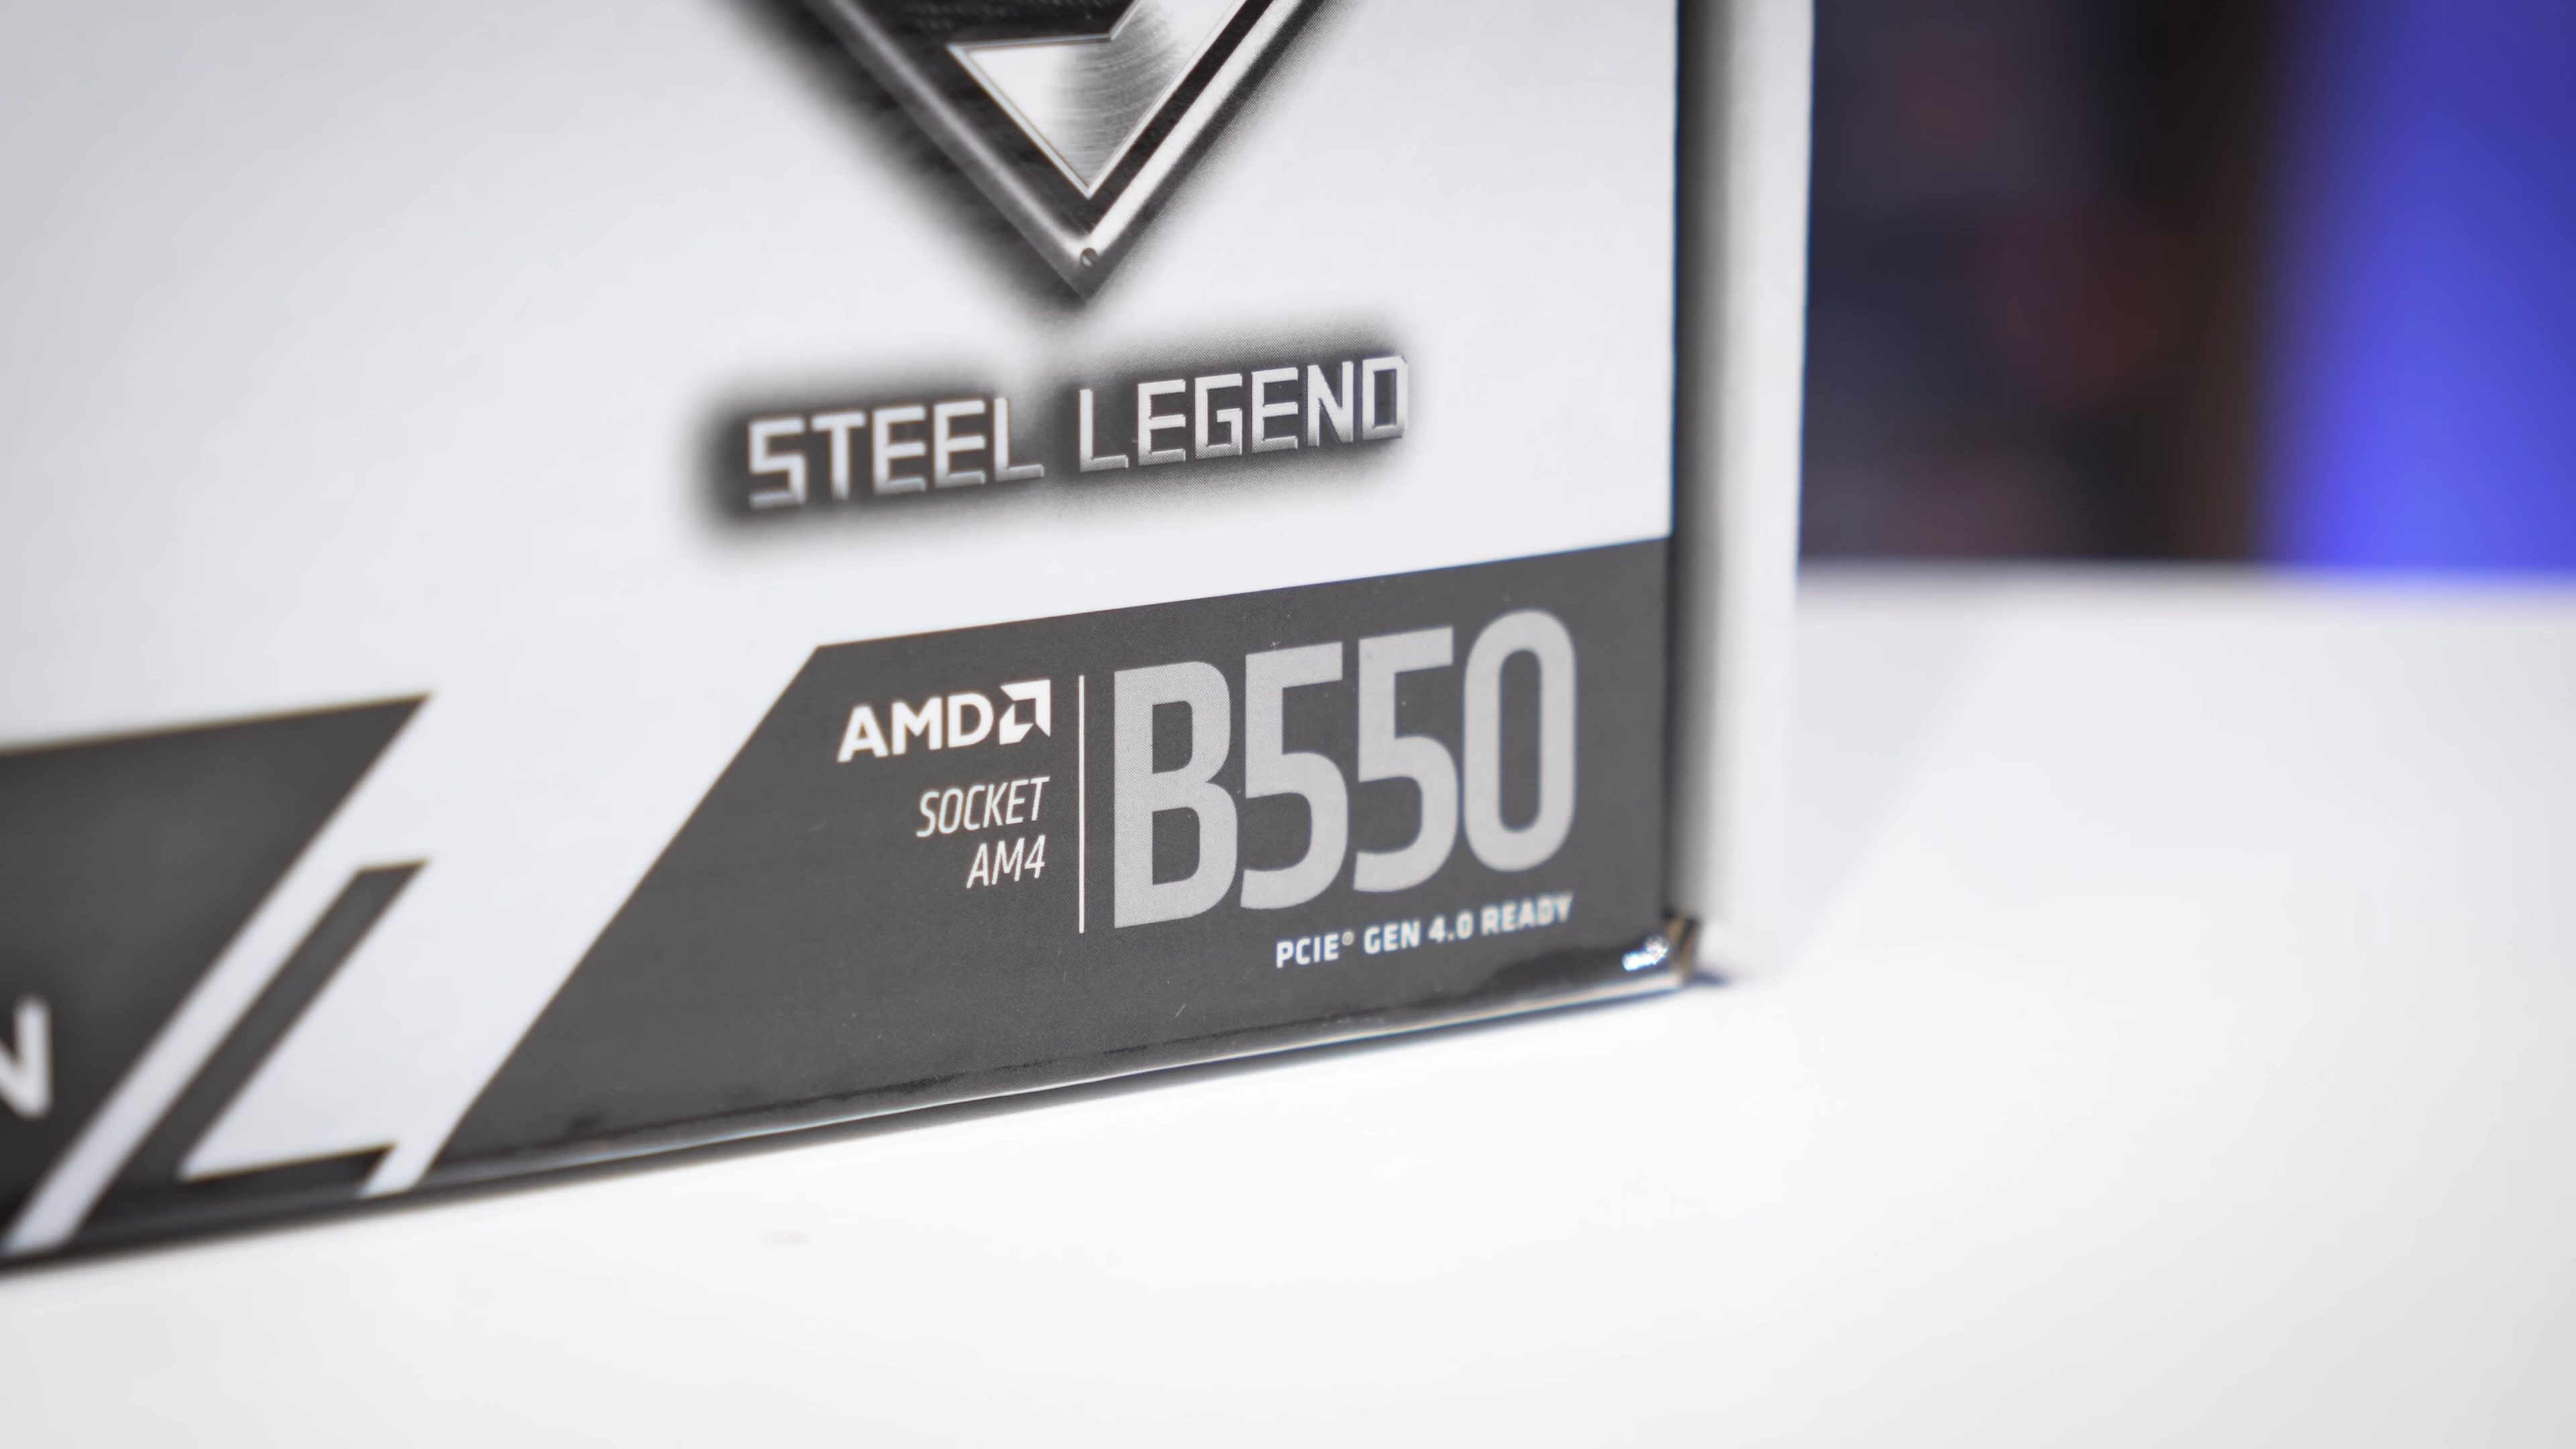 STEEL LEGEND
AMD
SOCKET
AM4
B550
PCIE® GEN 4.0 READY
N